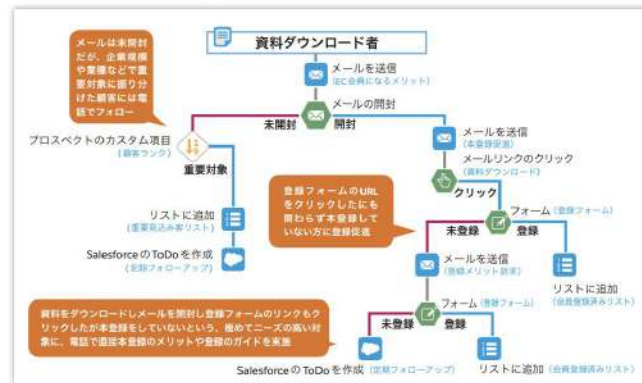 資料ダウンロード者
メールは未開封
だが、企業規模
や業種などで重
要対象に振り分
けた顧客には電
話でフォロー
メールを送信
(EC会員になるメリット)
メールの開封
未開封
開封
プロスペクトのカスタム項目
(顧客ランク)
重要対象
メールを送信
(本登録促進)
メールリンクのクリック
(資料ダウンロード)
クリック
リストに追加
(重要見込み客リスト)
SalesforceのToDoを作成
(定期フォローアップ)
登録フォームのURL
をクリックしたにも
関わらず本登録して
いない方に登録促進
フォーム(登録フォーム)
未登録
登録
メールを送信
(登録メリット訴求)
リストに追加
(会員登録済みリスト)
資料をダウンロードしメールを開封し登録フォームのリンクも
クリックしたが本登録をしていないという、極めてニーズの高い対
象に、電話で直接本登録のメリットや登録のガイドを実施
フォーム(登録フォーム)
未登録
登録
SalesforceのToDoを作成(定期フォローアップ)
リストに追加(会員登録済みリスト)